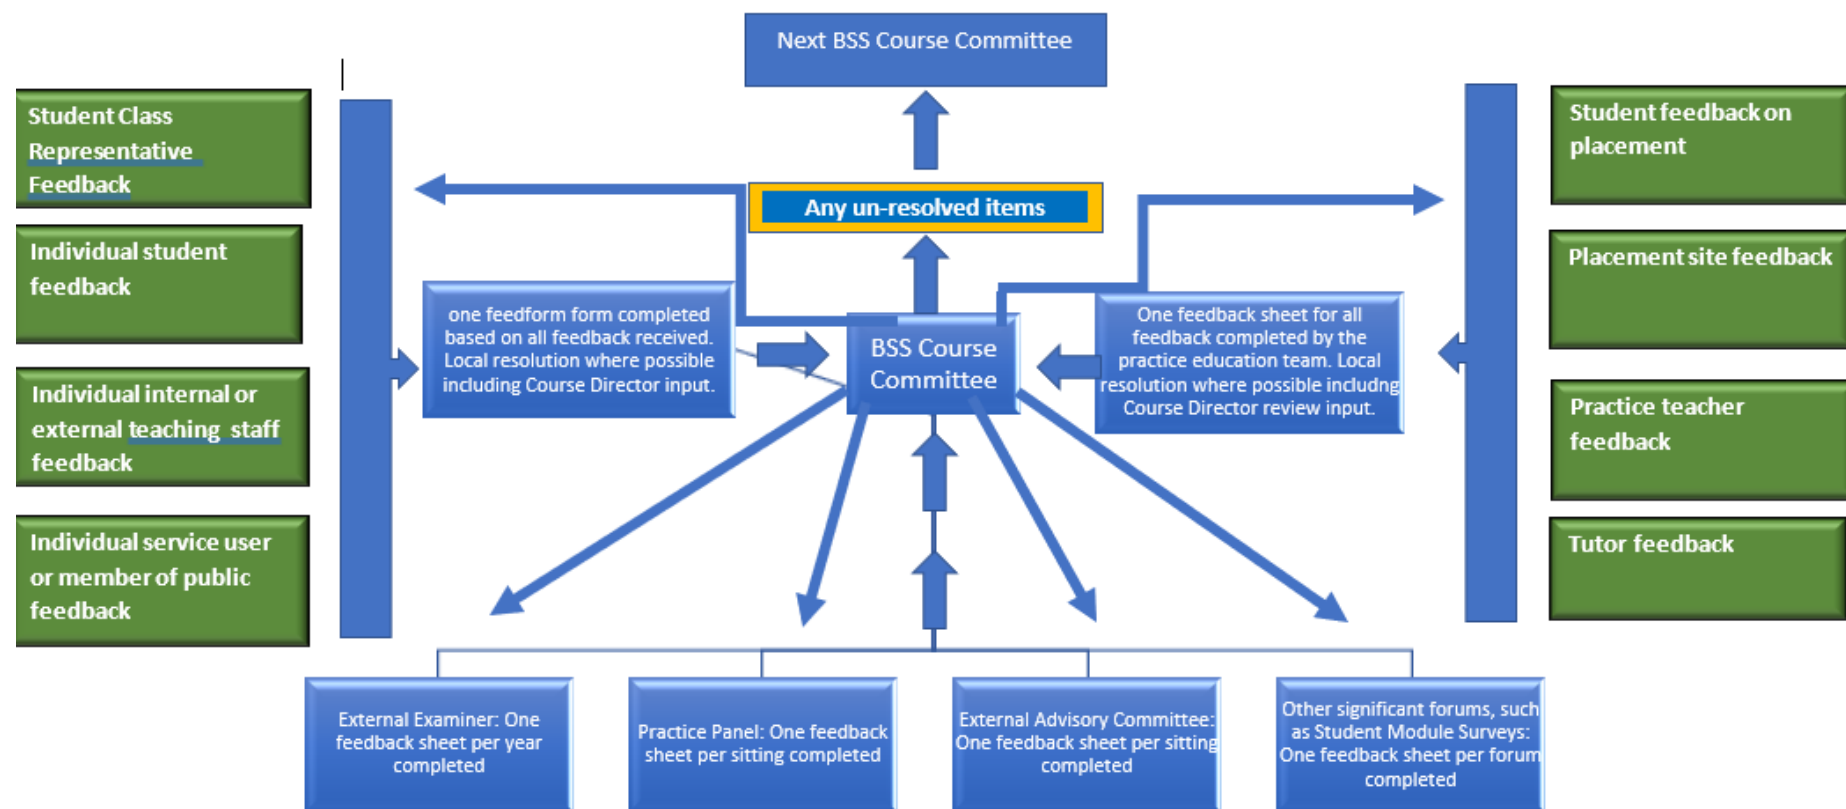 Next BSS Course Committee
Student Class
Representative
Feedback
Student feedback on
placement
Any un-resolved items
Individual student
feedback
Placement site feedback
one feedform form completed
based on all feedback received.
Local resolution where possible
including Course Director input.
BSS Course
Committee
One feedback sheet for all
feedback completed by the
practice education team. Local
resolution where possible includng
Course Director review input.
Individual internal or
external teaching staff
feedback
Practice teacher
feedback
Individual service user
or member of public
feedback
Tutor feedback
External Examiner: One
feedback sheet per year
completed
Practice Panel: One feedback
sheet per sitting completed
External Advisory Committee:
One feedback sheet per sitting
completed
Other significant forums, such
as Student Module Surveys:
One feedback sheet per forum
completed